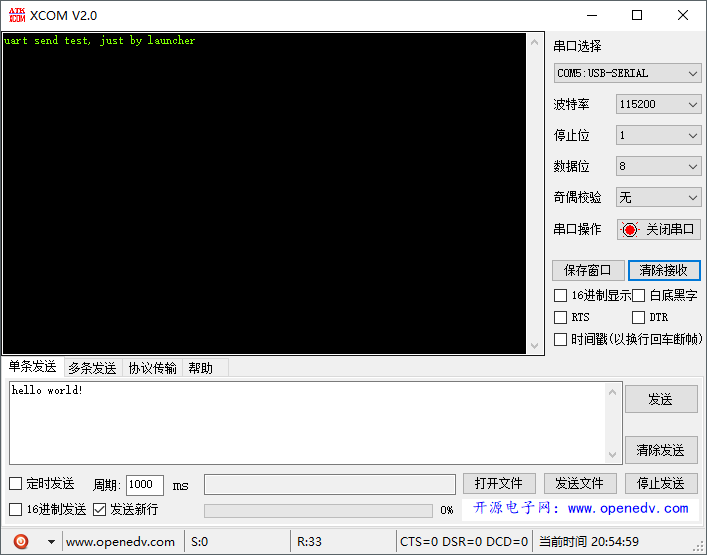 ATK XCOM XCOM V2.0
uart send test, just by launcher
串口选择
COM5:USB-SERIAL
波特率 115200
停止位 1
数据位 8
奇偶校验 无
串口操作 关闭串口
保存窗口 清除接收
16进制显示 白底黑字
RTS DTR
时间戳(以换行回车断帧)
单条发送 多条发送 协议传输 帮助
hello world!
发送
清除发送
定时发送 周期: 1000 ms 打开文件 发送文件 停止发送
16进制发送 发送新行 0% 开源电子网: www.openedv.com
www.openedv.com S:0 R:33 CTS=0 DSR=0 DCD=0 当前时间 20:54:59